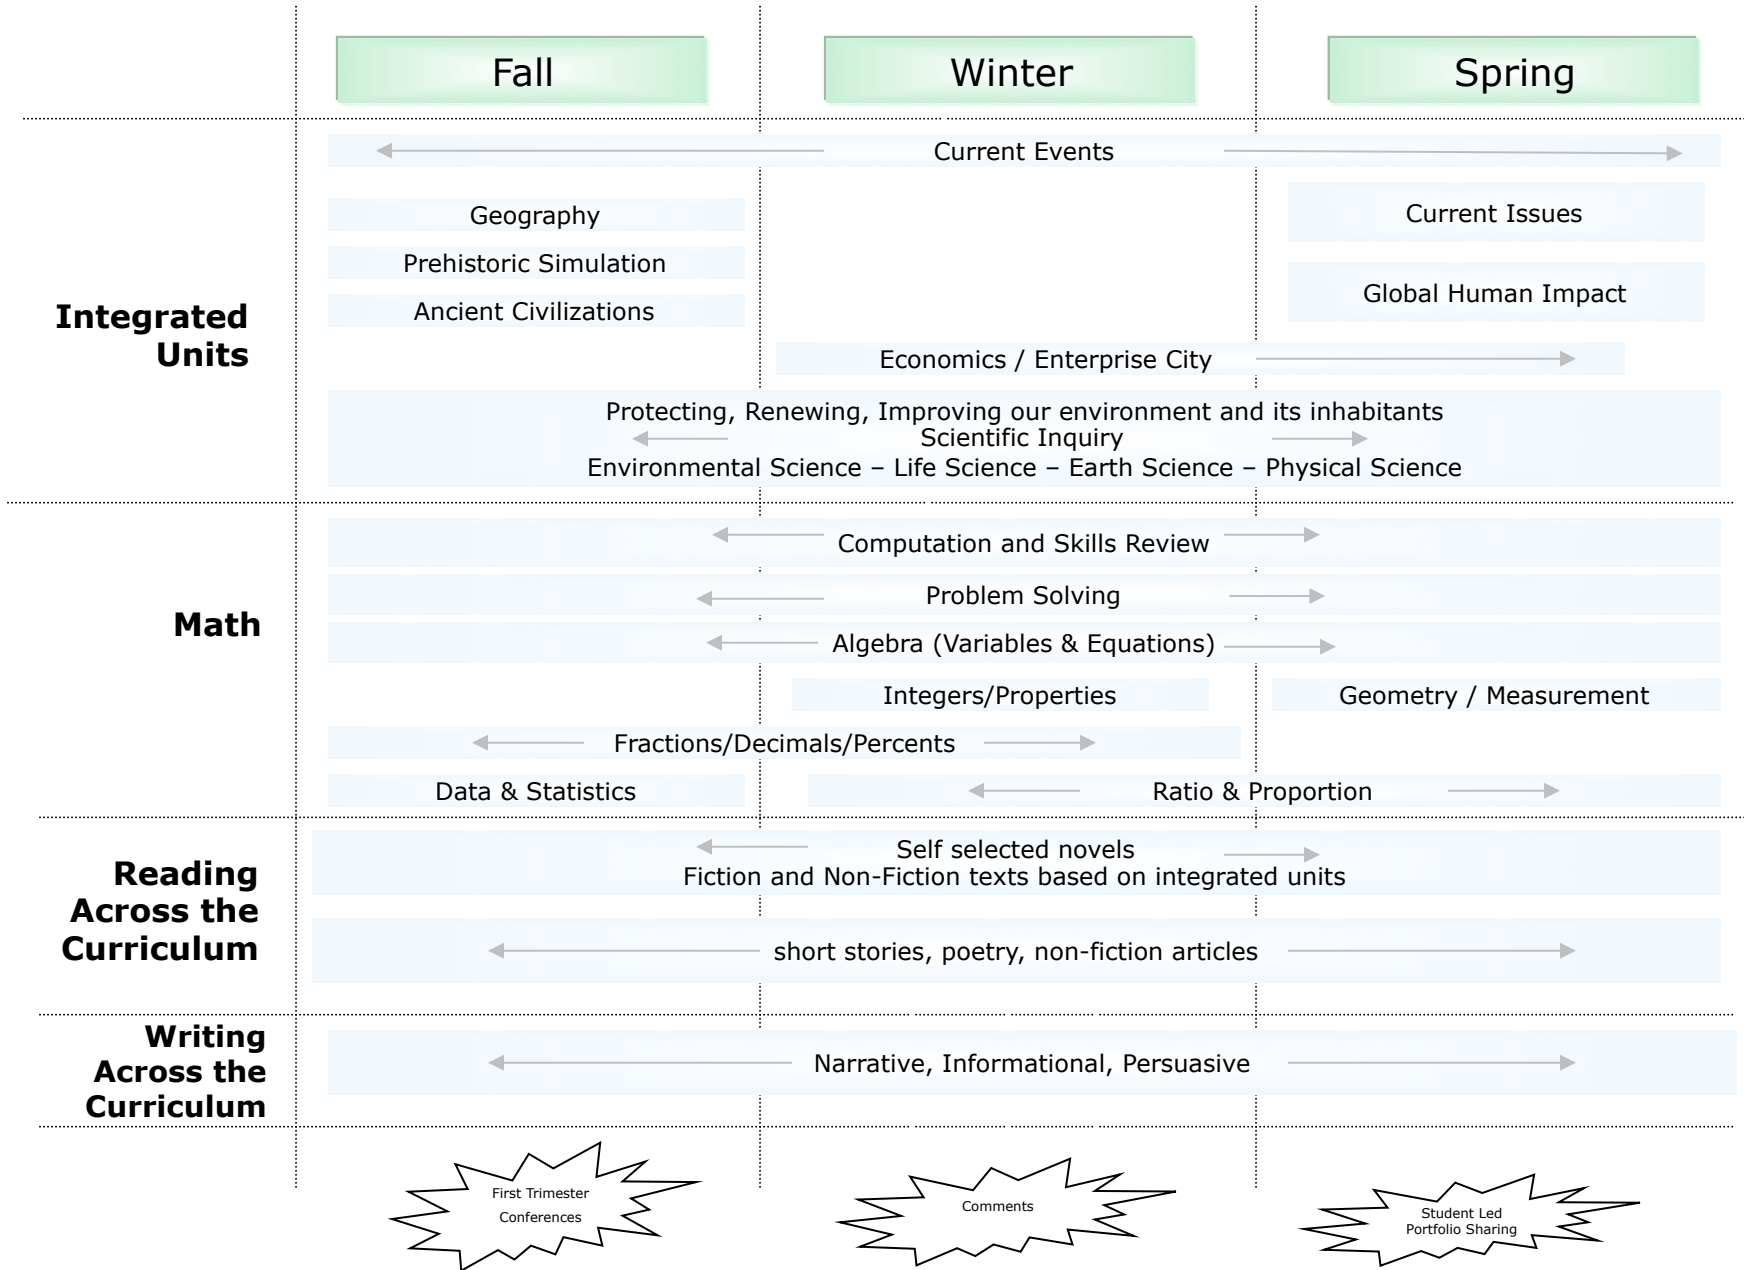 Fall
Winter
Spring
Integrated
Units
Current Events
Geography
Current Issues
Prehistoric Simulation
Global Human Impact
Ancient Civilizations
Economics / Enterprise City
Protecting, Renewing, Improving our environment and its inhabitants
Scientific Inquiry
Environmental Science – Life Science – Earth Science – Physical Science
Math
Computation and Skills Review
Problem Solving
Algebra (Variables & Equations)
Integers/Properties
Geometry / Measurement
Fractions/Decimals/Percents
Data & Statistics
Ratio & Proportion
Reading
Across the
Curriculum
Self selected novels
Fiction and Non-Fiction texts based on integrated units
short stories, poetry, non-fiction articles
Writing
Across the
Curriculum
Narrative, Informational, Persuasive
First Trimester
Conferences
Comments
Student Led
Portfolio Sharing